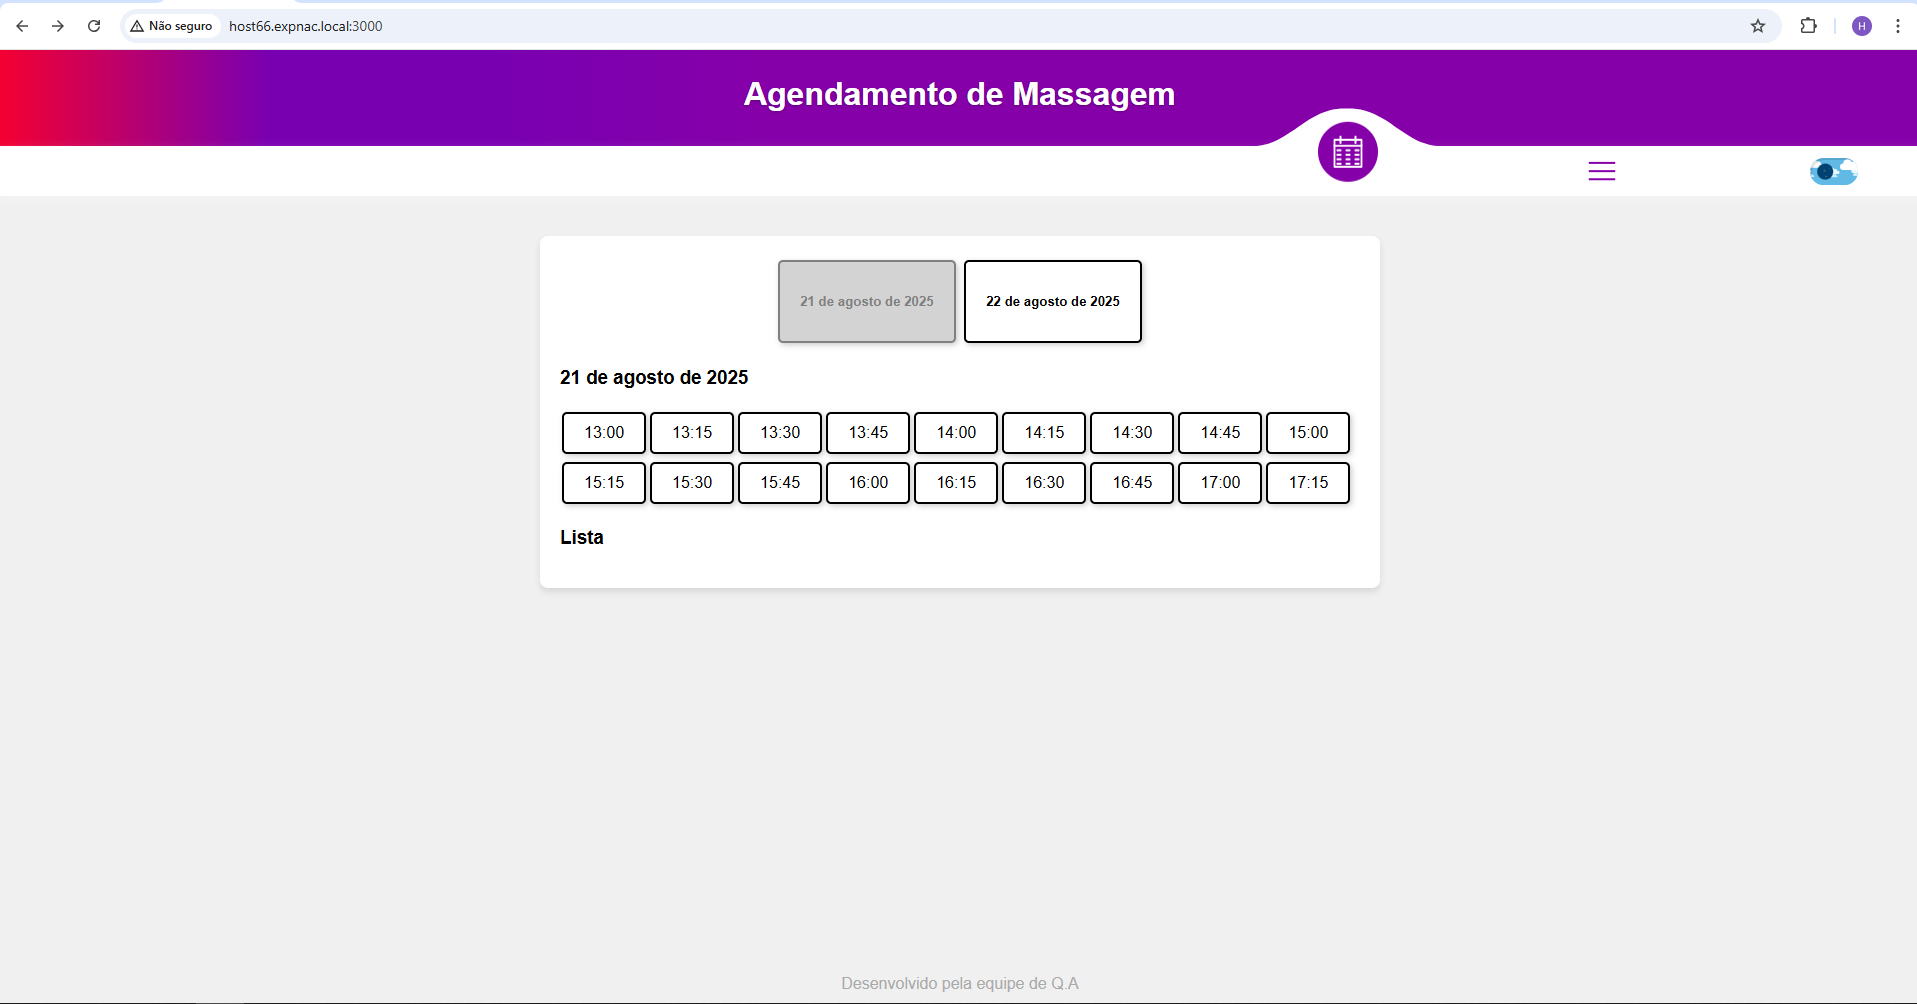 Não seguro host66.expnac.local:3000
H
Agendamento de Massagem
21 de agosto de 2025 22 de agosto de 2025
21 de agosto de 2025
13:00 13:15 13:30 13:45 14:00 14:15 14:30 14:45 15:00
15:15 15:30 15:45 16:00 16:15 16:30 16:45 17:00 17:15
Lista
Desenvolvido pela equipe de Q.A